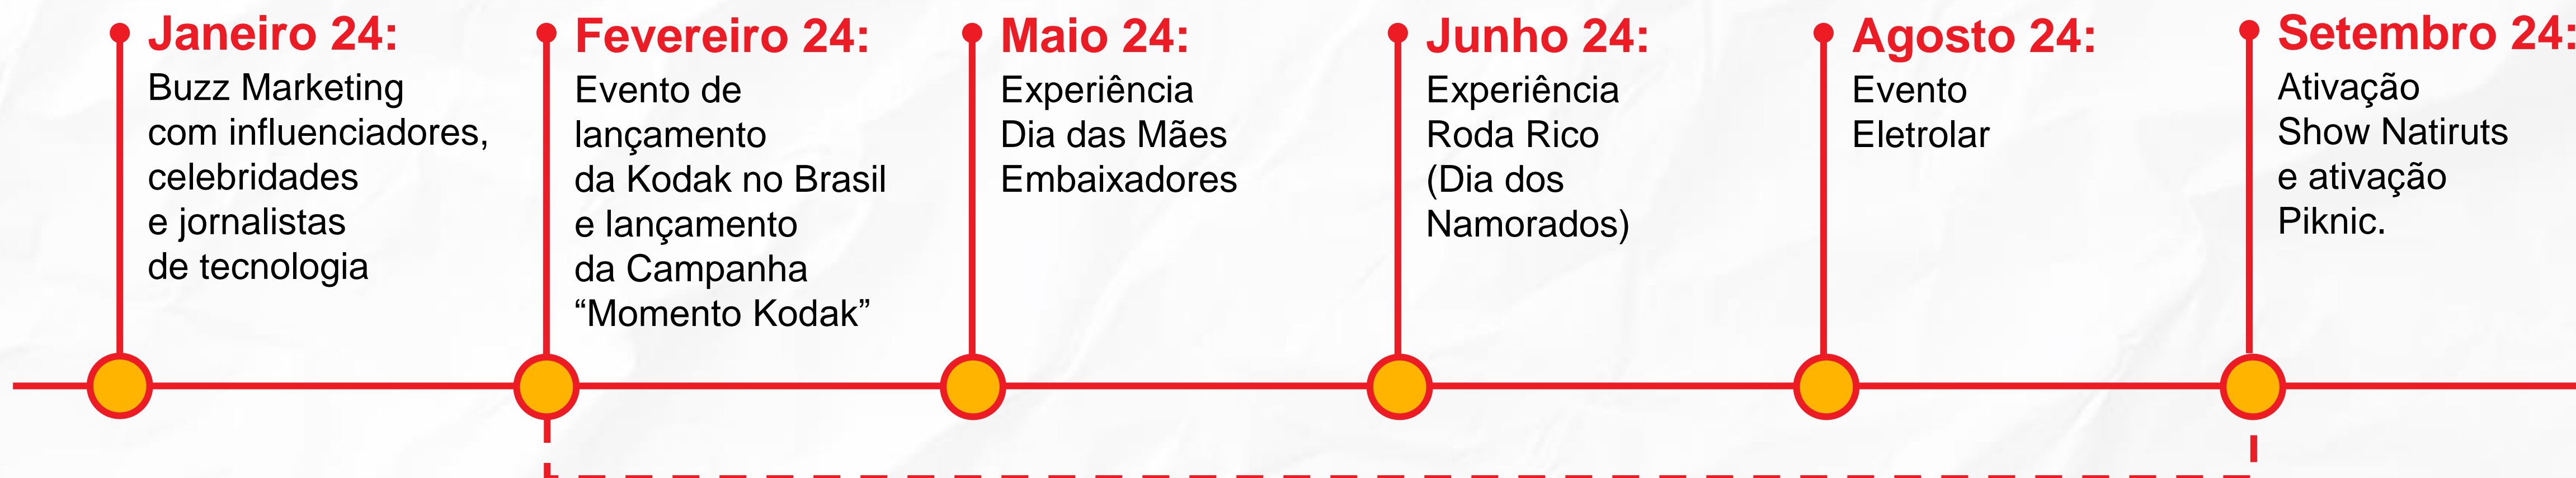 Janeiro 24:
Buzz Marketing
com influenciadores,
celebridades
e jornalistas
de tecnologia
Fevereiro 24:
Evento de
lançamento
da Kodak no Brasil
e lançamento
da Campanha
“Momento Kodak”
Maio 24:
Experiência
Dia das Mães
Embaixadores
Junho 24:
Experiência
Roda Rico
(Dia dos
Namorados)
Agosto 24:
Evento
Eletrolar
Setembro 24:
Ativação
Show Natiruts
e ativação
Piknic.